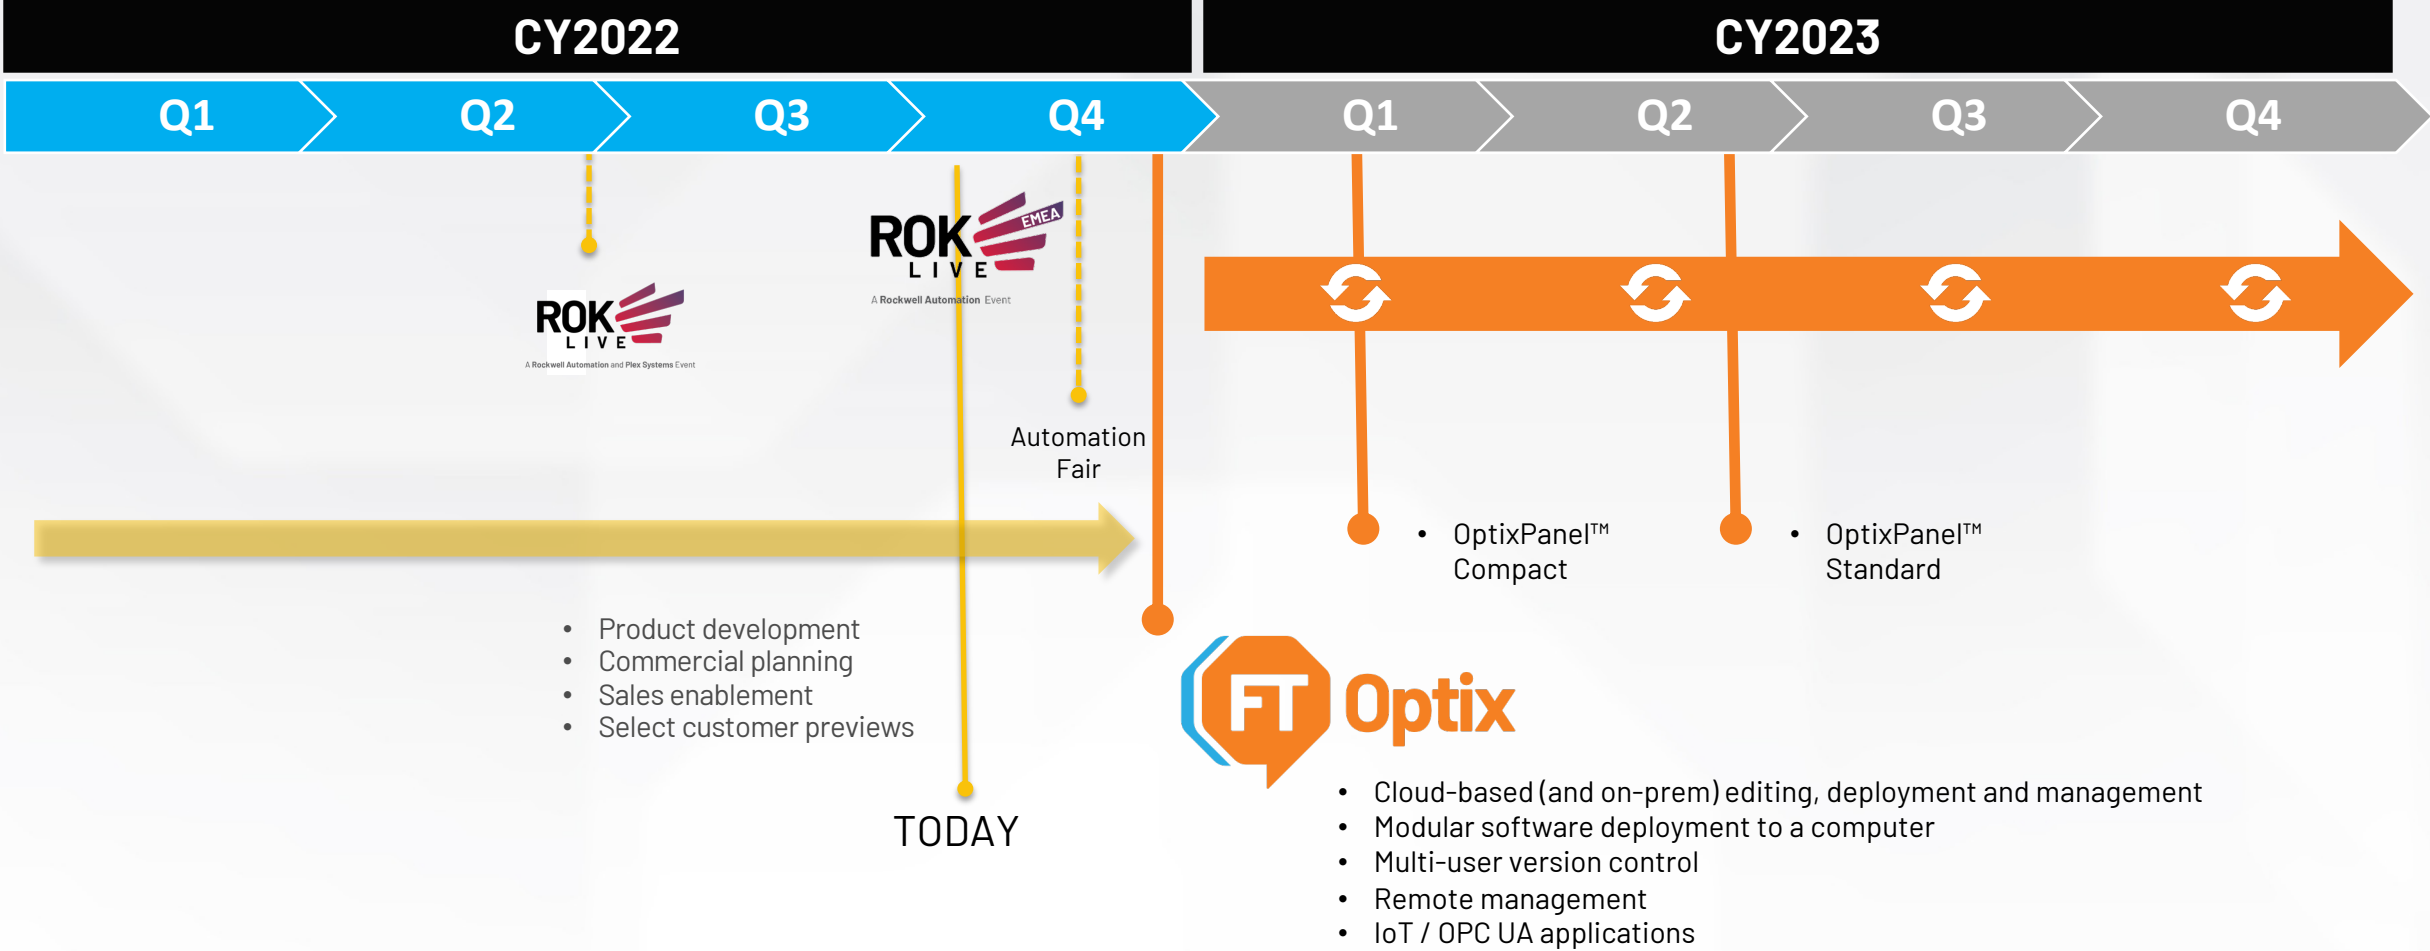 CY2022
CY2023
Q1
Q2
Q3
Q4
Q1
Q2
Q3
Q4
ROK
LIVE
A Rockwell Automation and Plex Systems Event
ROK
EMEA
LIVE
A Rockwell Automation Event
Automation
Fair
• OptixPanel™
Compact
• OptixPanel™
Standard
• Product development
• Commercial planning
• Sales enablement
• Select customer previews
TODAY
FT Optix
• Cloud-based (and on-prem) editing, deployment and management
• Modular software deployment to a computer
• Multi-user version control
• Remote management
• IoT / OPC UA applications